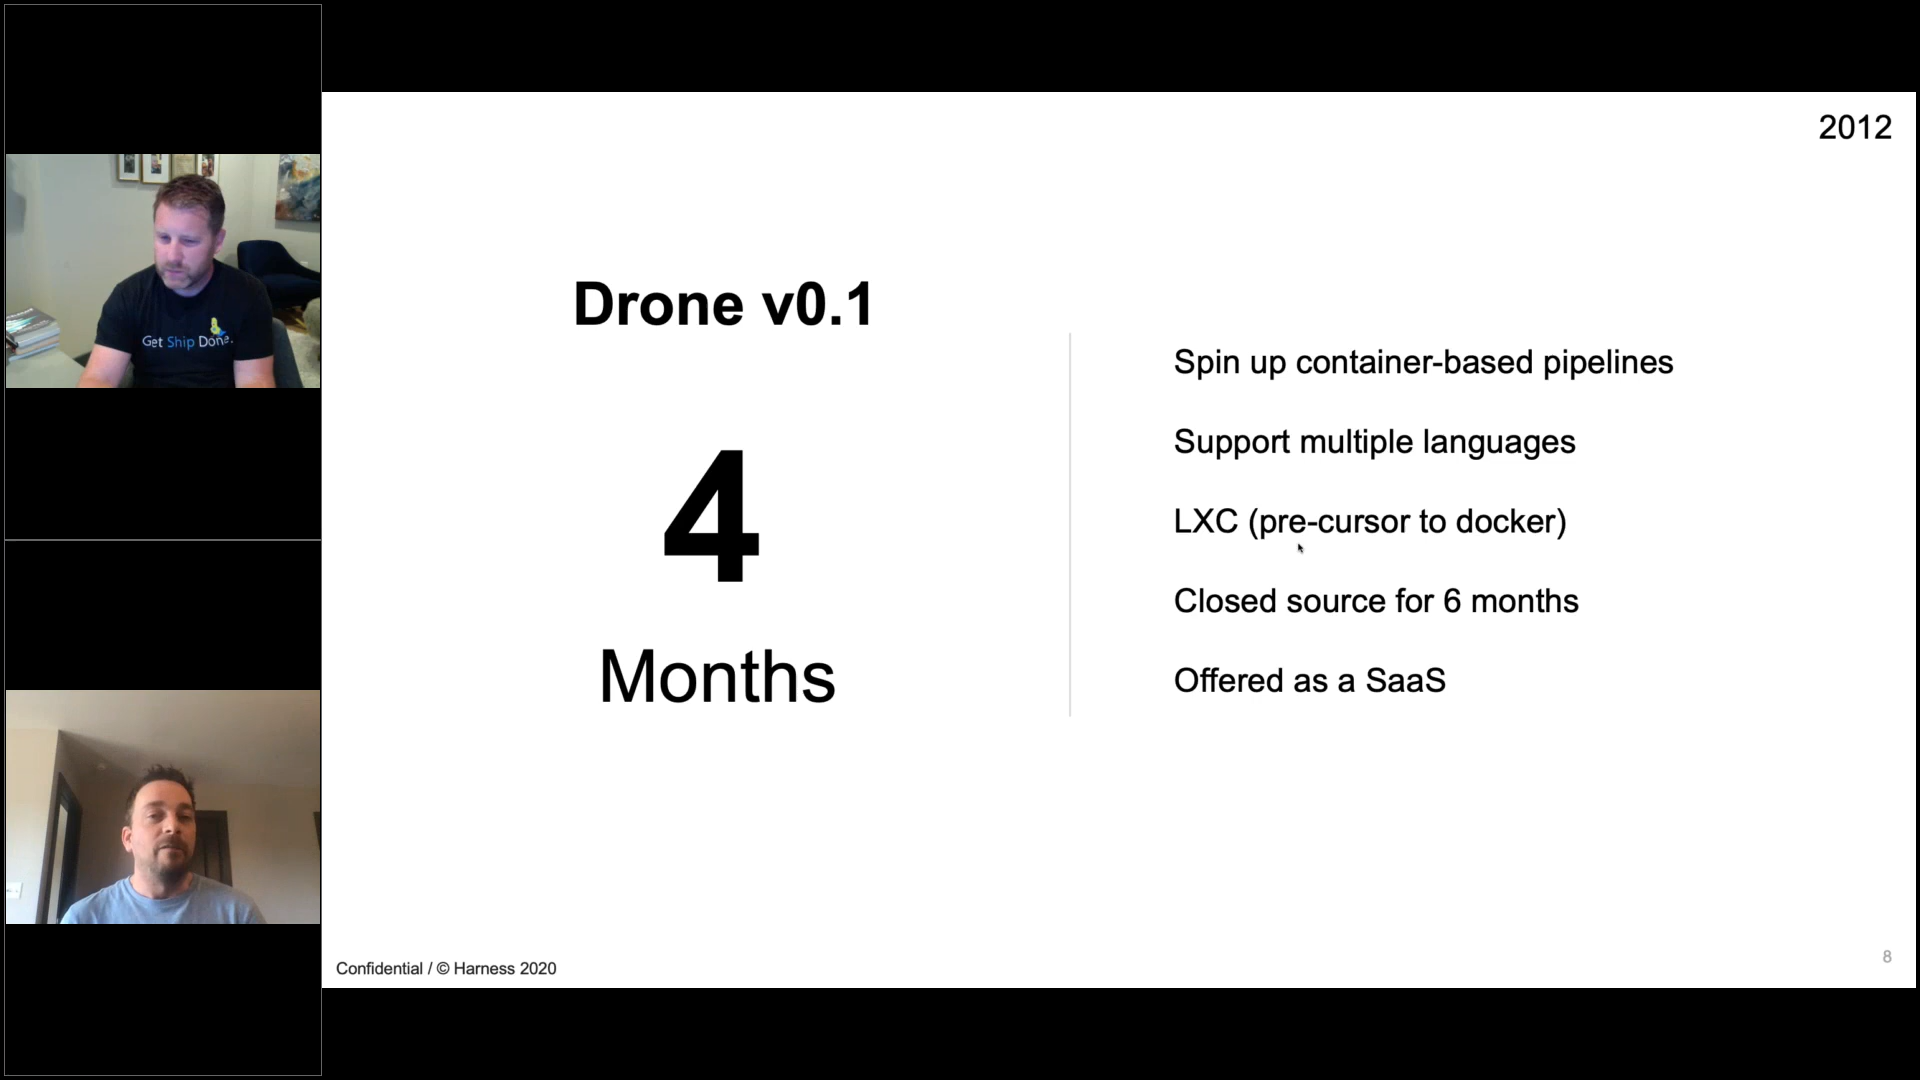 2012
Drone v0.1
4
Months
Spin up container-based pipelines
Support multiple languages
LXC (pre-cursor to docker)
Closed source for 6 months
Offered as a SaaS
Get Ship Done.
Confidential / © Harness 2020
8